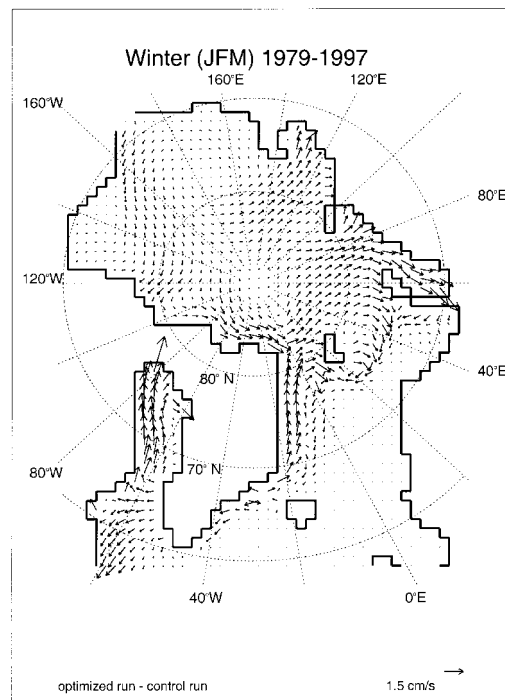 Winter (JFM) 1979-1997
160°E
120°E
160°W
80°E
120°W
40°E
80° N
80°W
70° N
40°W
0°E
optimized run - control run
1.5 cm/s